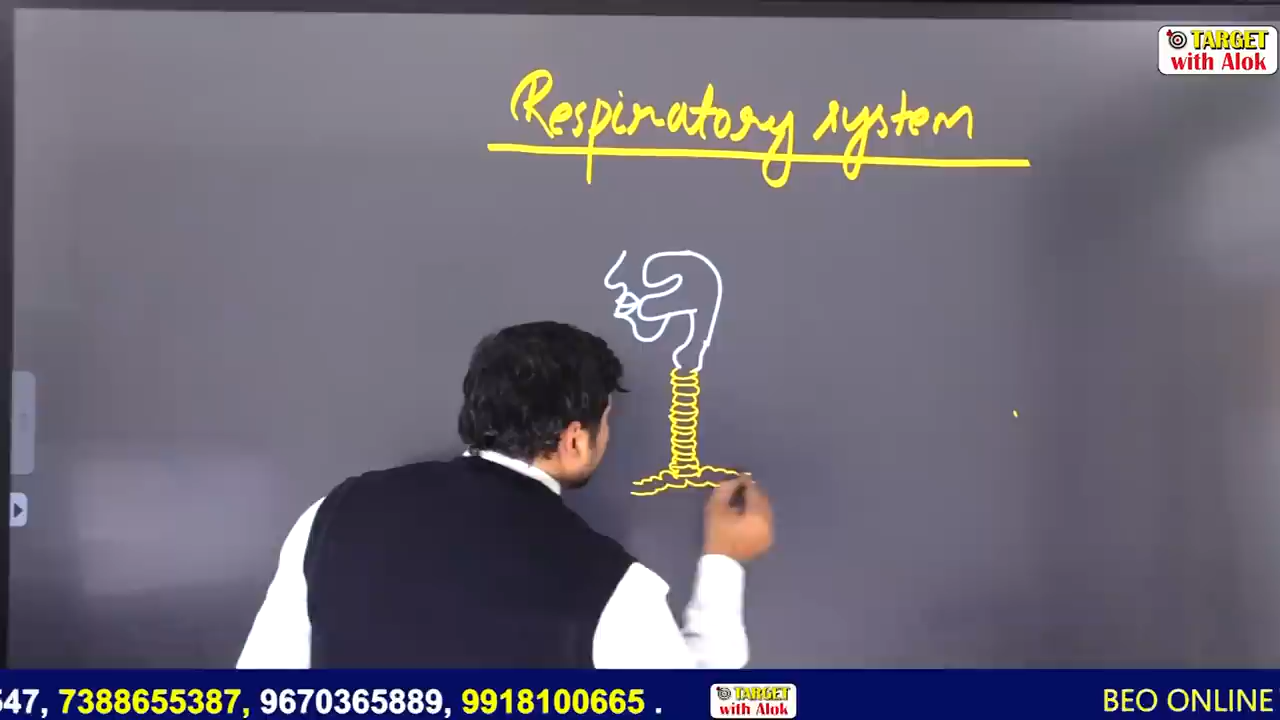 TARGET
with Alok
Respiratory system
547, 7388655387, 9670365889, 9918100665 .
TARGET
with Alok
BEO ONLINE